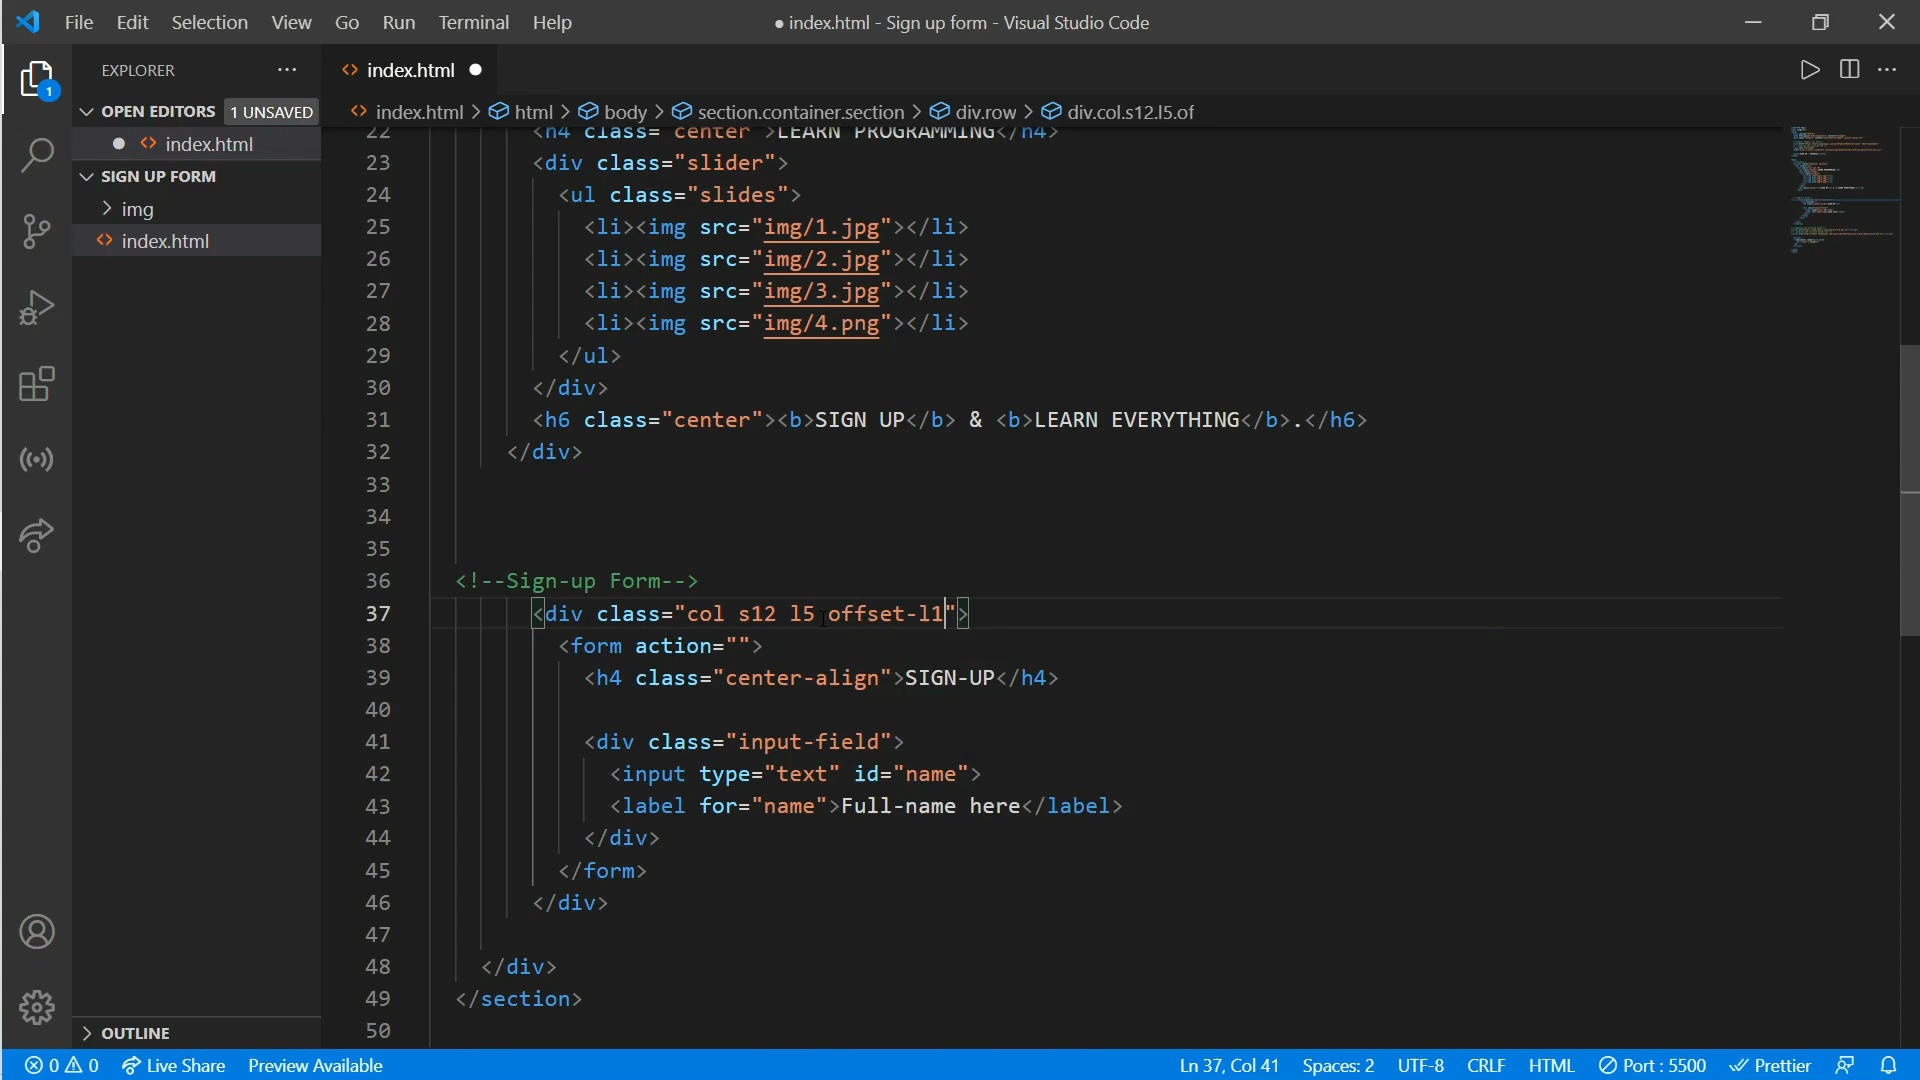 File Edit Selection View Go Run Terminal Help ● index.html - Sign up form - Visual Studio Code
EXPLORER ··· <> index.html ● ···
1
OPEN EDITORS 1 UNSAVED <> index.html > html > body > section.container.section > div.row > div.col.s12.l5.of
● <> index.html
SIGN UP FORM
> img
<> index.html
22 <h4 class="center">LEARN PROGRAMMING</h4>
23 <div class="slider">
24 <ul class="slides">
25 <li><img src="img/1.jpg"></li>
26 <li><img src="img/2.jpg"></li>
27 <li><img src="img/3.jpg"></li>
28 <li><img src="img/4.png"></li>
29 </ul>
30 </div>
31 <h6 class="center"><b>SIGN UP</b> & <b>LEARN EVERYTHING</b>.</h6>
32 </div>
33
34
35
36 <!--Sign-up Form-->
37 <div class="col s12 l5 offset-l1">
38 <form action="">
39 <h4 class="center-align">SIGN-UP</h4>
40
41 <div class="input-field">
42 <input type="text" id="name">
43 <label for="name">Full-name here</label>
44 </div>
45 </form>
46 </div>
47
48 </div>
49 </section>
50
> OUTLINE
0 0 Live Share Preview Available Ln 37, Col 41 Spaces: 2 UTF-8 CRLF HTML Port : 5500 Prettier